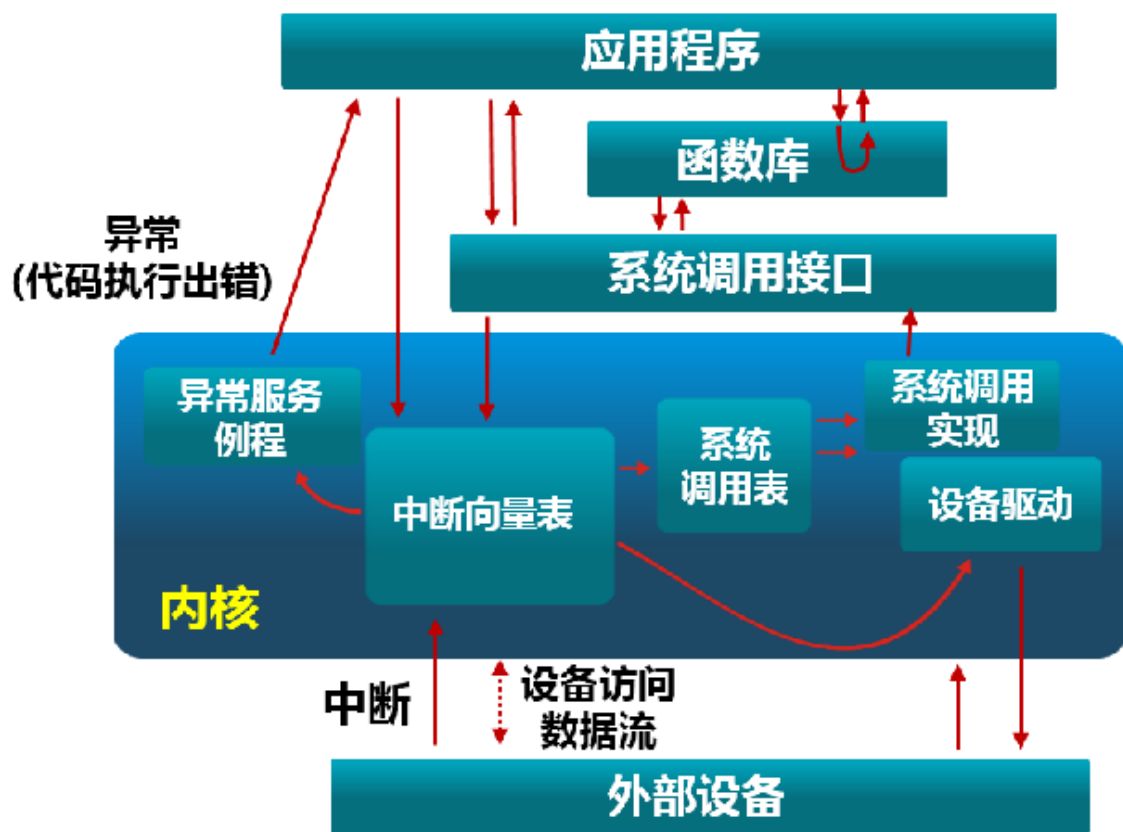 应用程序
函数库
异常
(代码执行出错)
系统调用接口
异常服务
例程
系统调用
实现
系统
调用表
中断向量表
设备驱动
内核
中断
设备访问
数据流
外部设备